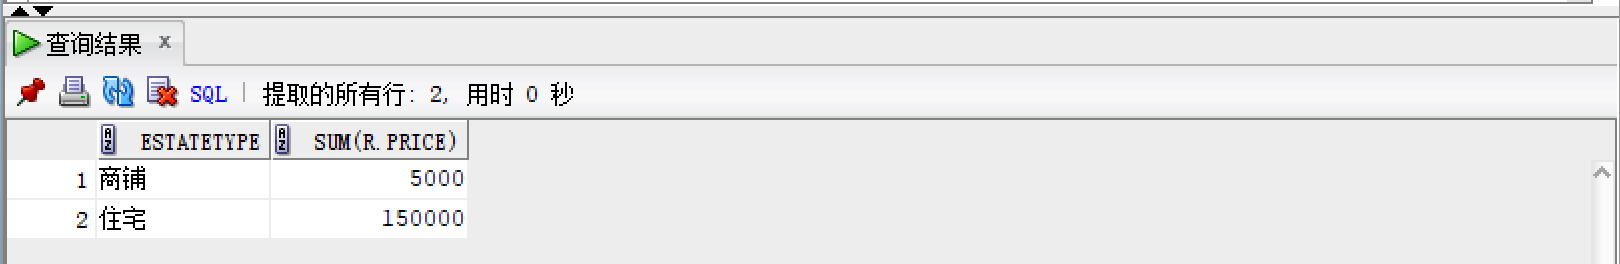 查询结果 x
SQL | 提取的所有行: 2, 用时 0 秒
ESTATETYPE SUM(R.PRICE)
1 商铺 5000
2 住宅 150000